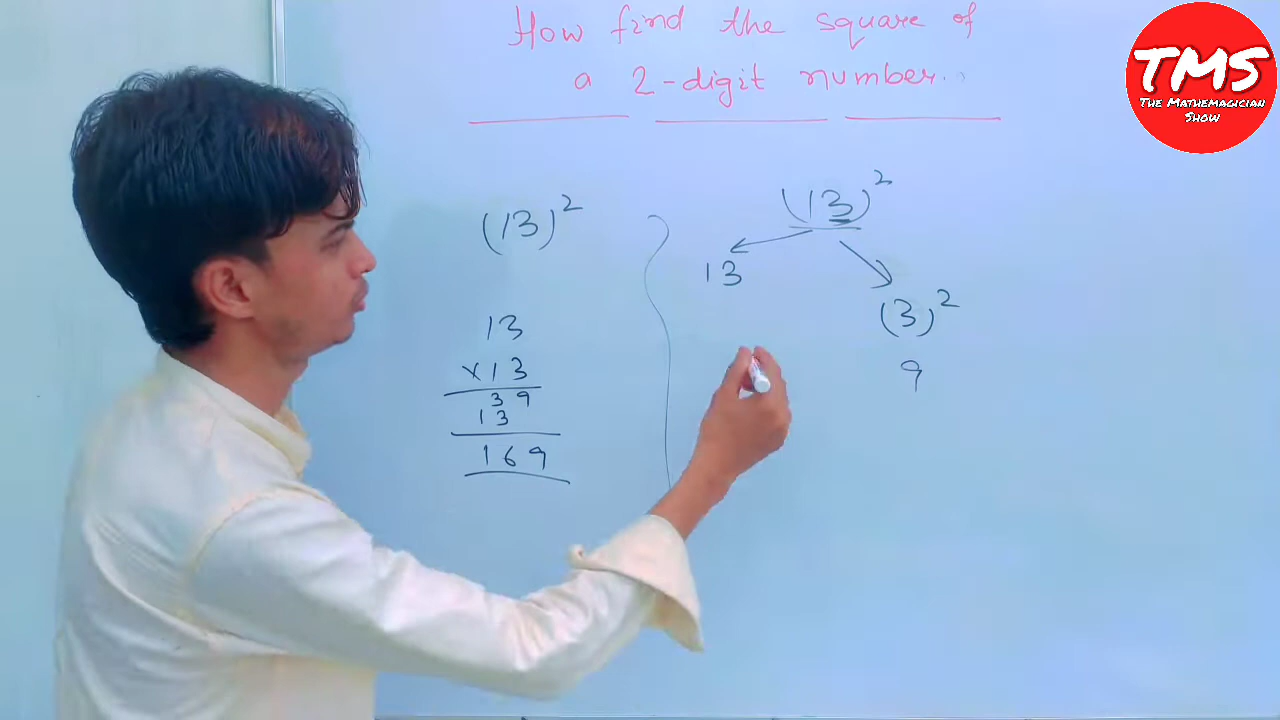 How find the square of
a 2-digit number.
TMS
The Mathemagician
Show
(13)²
13
×13
39
13
169
(13)²
13
(3)²
9